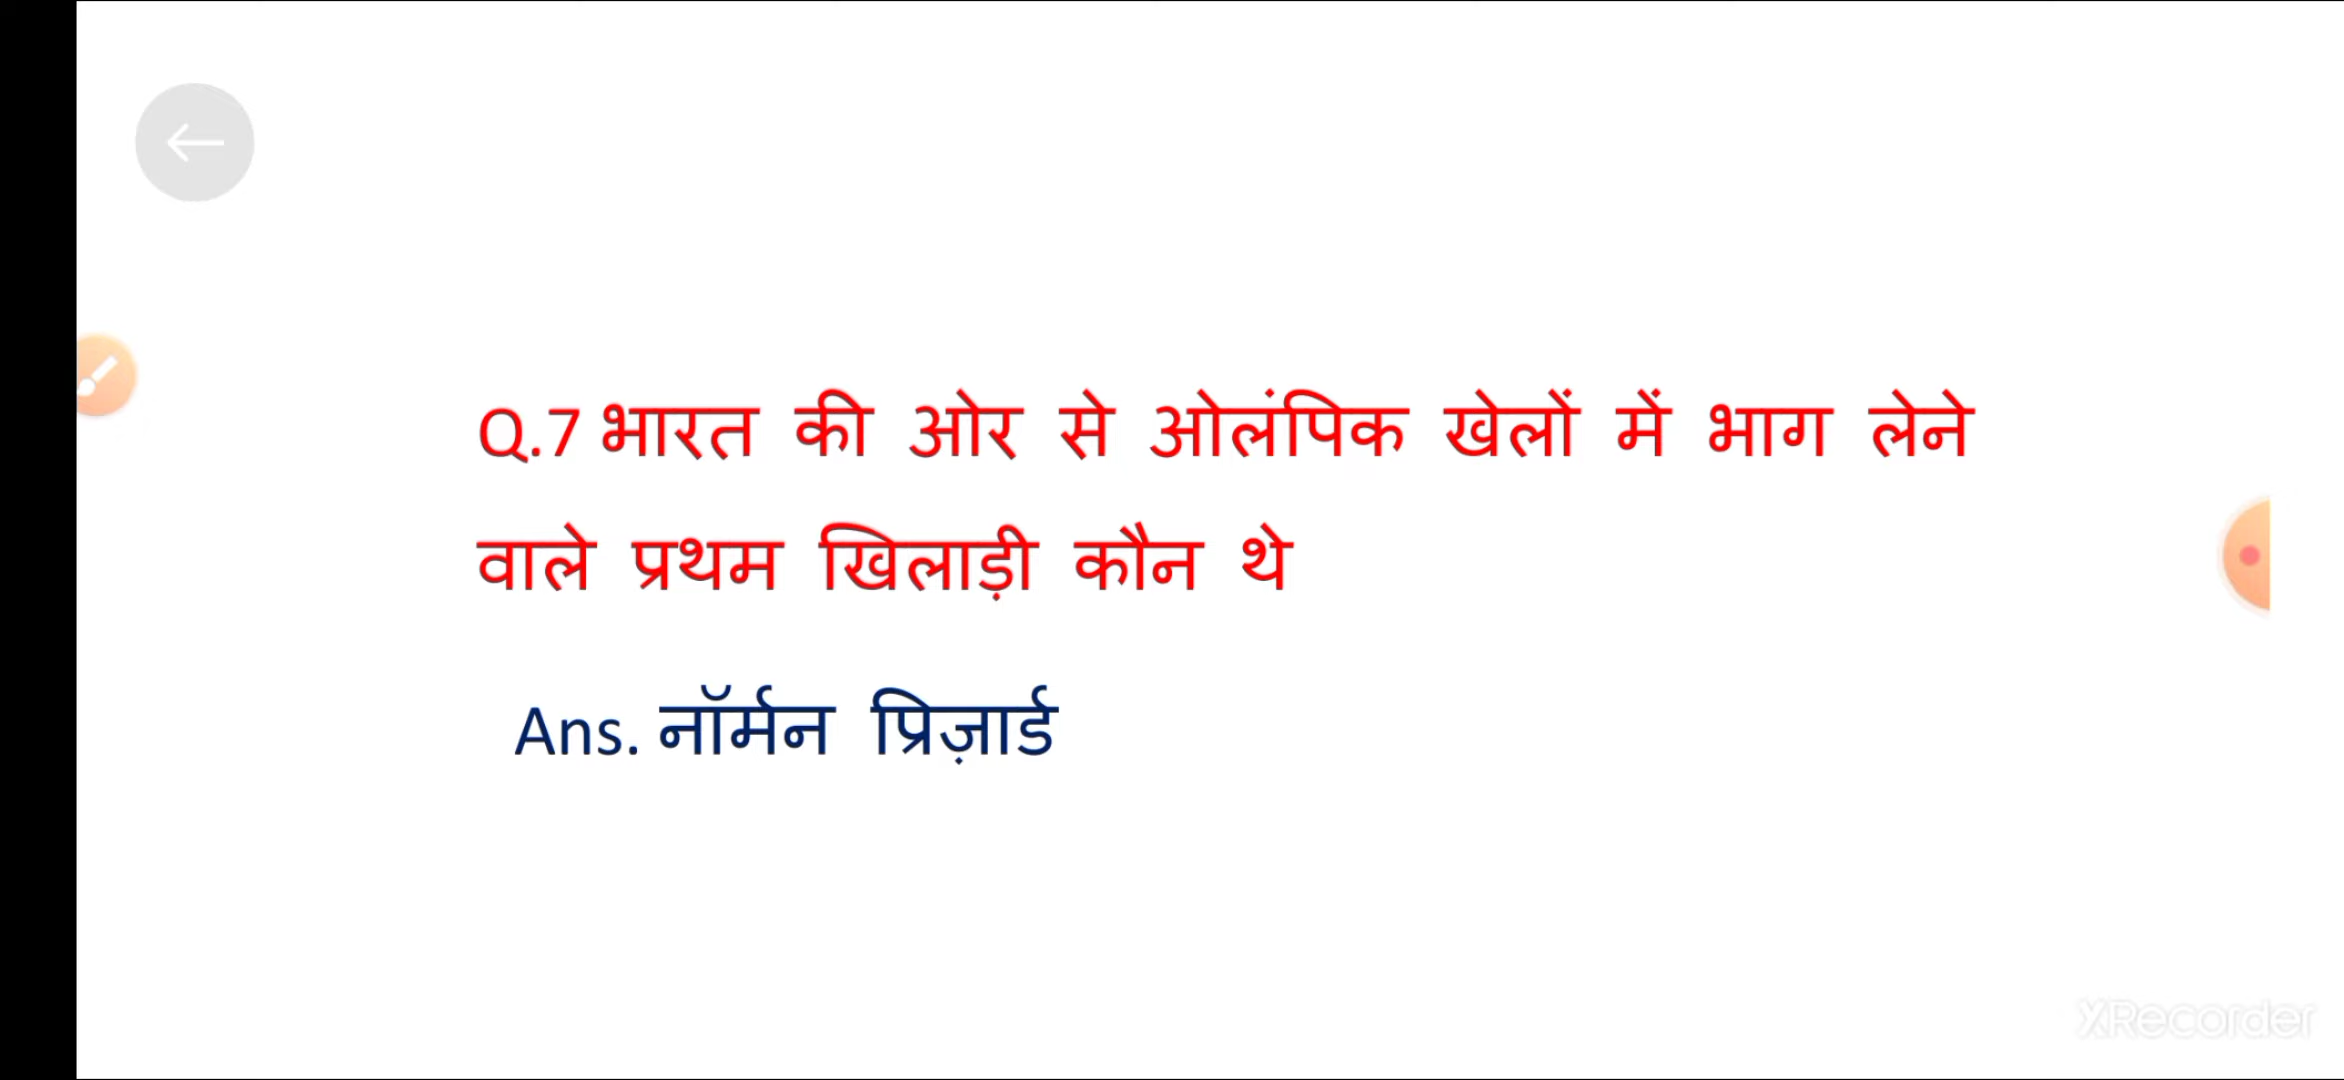 Q.7 भारत की ओर से ओलंपिक खेलों में भाग लेने
वाले प्रथम खिलाड़ी कौन थे
Ans. नॉर्मन प्रिज़ार्ड
XRecorder